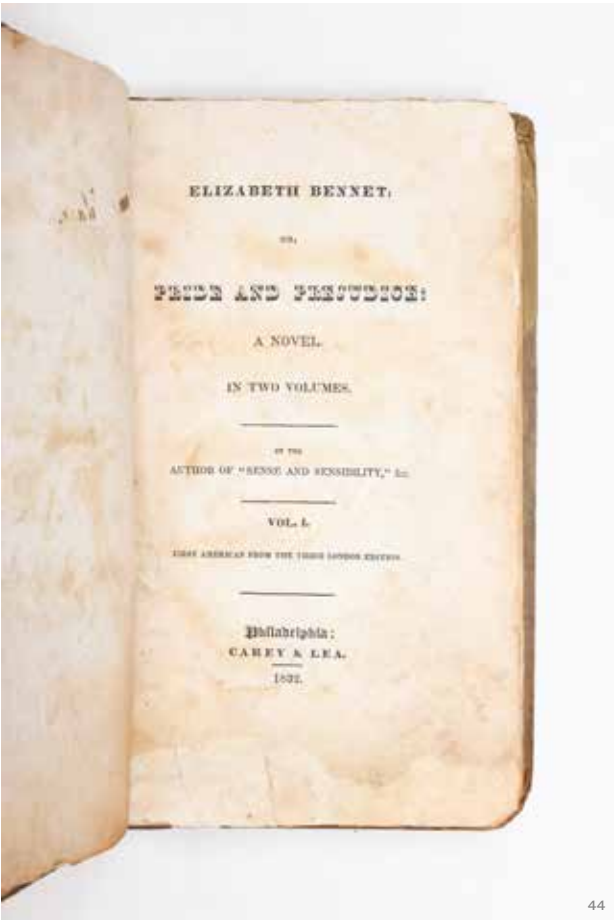 ELIZABETH BENNET;
OR,
PRIDE AND PREJUDICE:
A NOVEL.
IN TWO VOLUMES.
BY THE
AUTHOR OF "SENSE AND SENSIBILITY," &c.
VOL. I.
FIRST AMERICAN FROM THE THIRD LONDON EDITION.
Philadelphia:
CAREY & LEA.
1832.
44